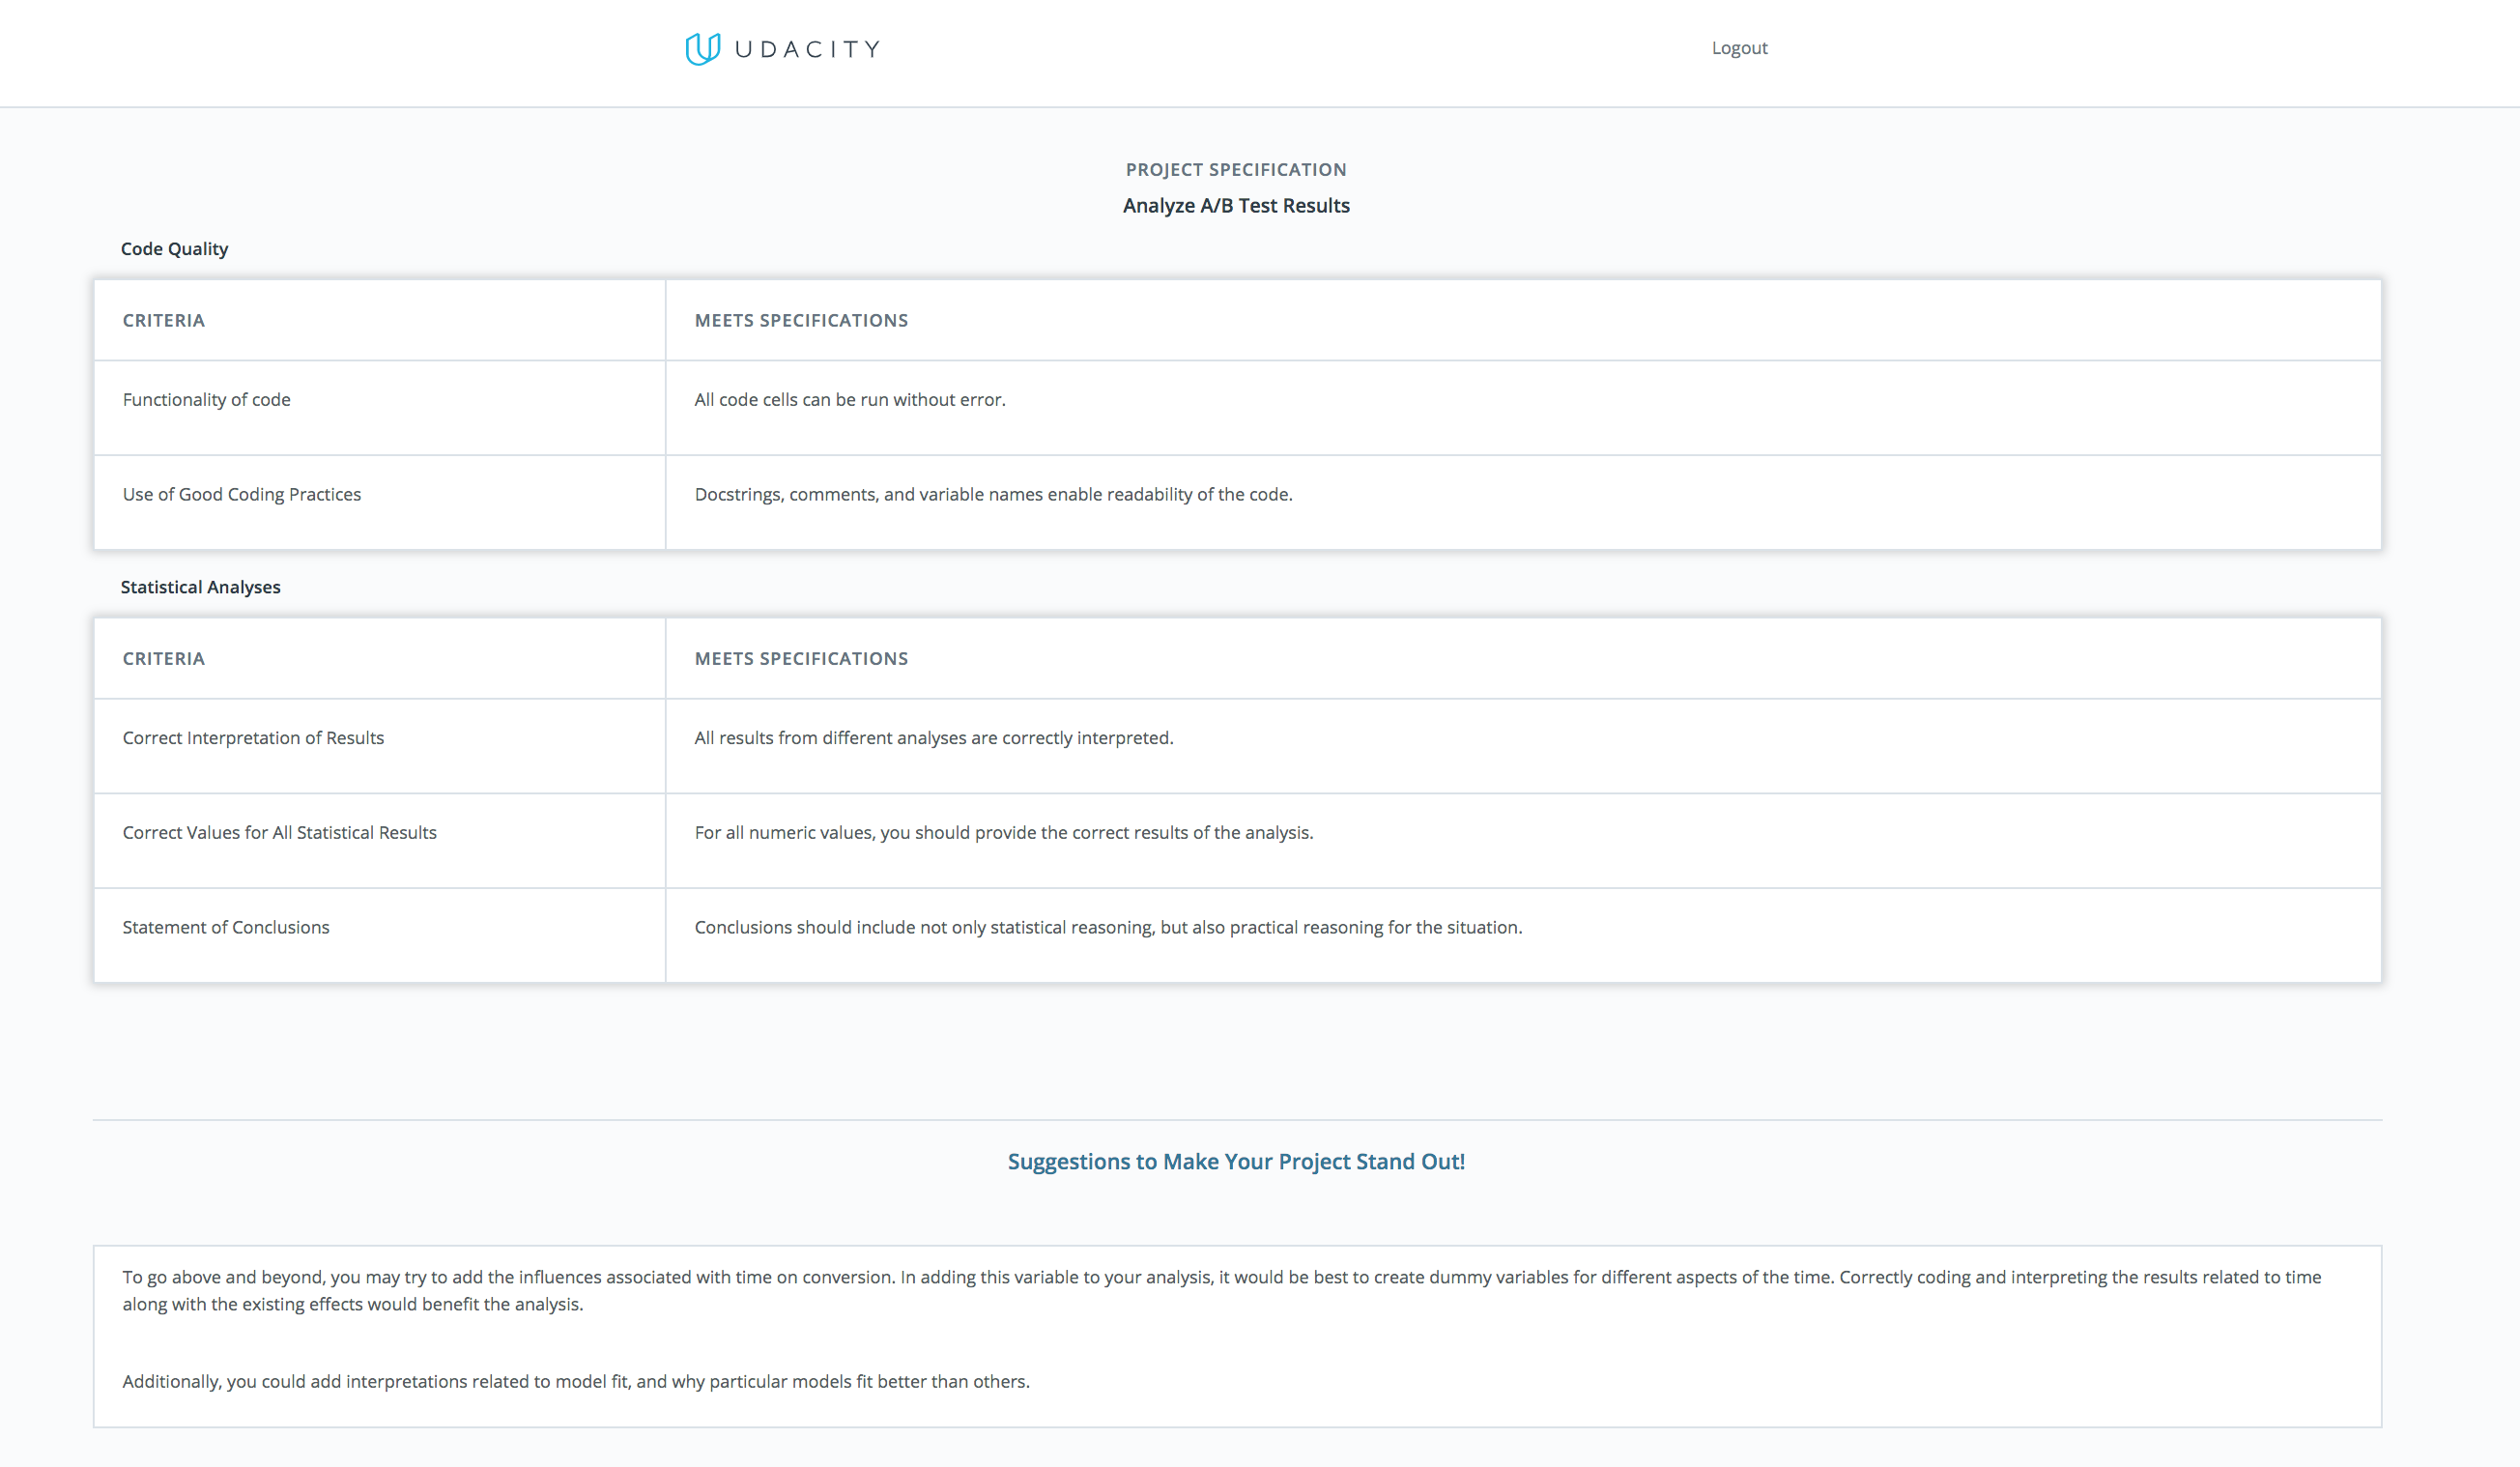 UDACITY
Logout
PROJECT SPECIFICATION
Analyze A/B Test Results
Code Quality
CRITERIA
MEETS SPECIFICATIONS
Functionality of code
All code cells can be run without error.
Use of Good Coding Practices
Docstrings, comments, and variable names enable readability of the code.
Statistical Analyses
CRITERIA
MEETS SPECIFICATIONS
Correct Interpretation of Results
All results from different analyses are correctly interpreted.
Correct Values for All Statistical Results
For all numeric values, you should provide the correct results of the analysis.
Statement of Conclusions
Conclusions should include not only statistical reasoning, but also practical reasoning for the situation.
Suggestions to Make Your Project Stand Out!
To go above and beyond, you may try to add the influences associated with time on conversion. In adding this variable to your analysis, it would be best to create dummy variables for different aspects of the time. Correctly coding and interpreting the results related to time
along with the existing effects would benefit the analysis.
Additionally, you could add interpretations related to model fit, and why particular models fit better than others.